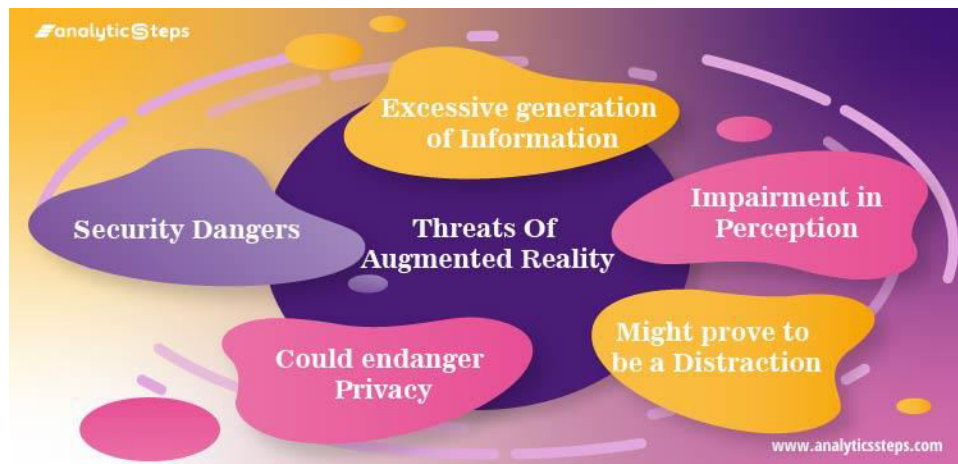 analyticSteps
Excessive generation
of Information
Security Dangers
Threats Of
Augmented Reality
Impairment in
Perception
Could endanger
Privacy
Might prove to
be a Distraction
www.analyticssteps.com